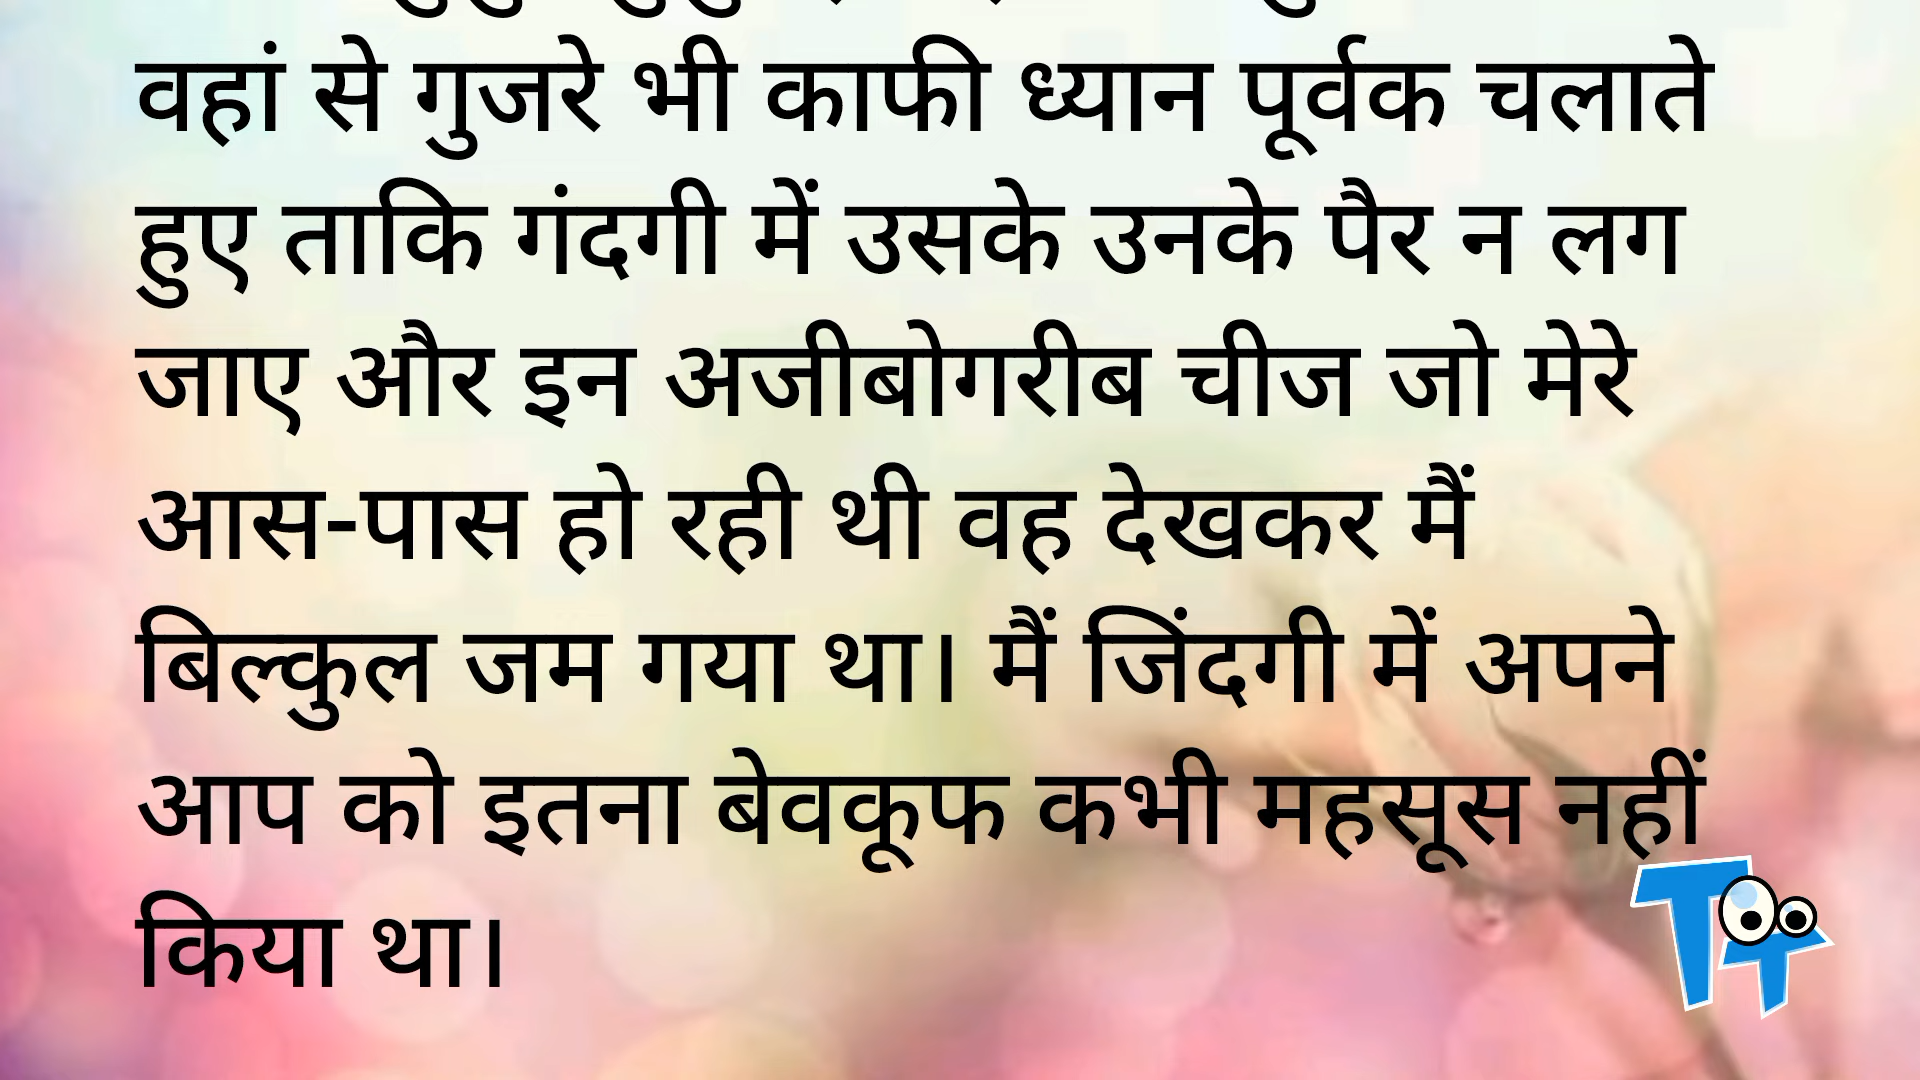 वहां से गुजरे भी काफी ध्यान पूर्वक चलाते
हुए ताकि गंदगी में उसके उनके पैर न लग
जाए और इन अजीबोगरीब चीज जो मेरे
आस-पास हो रही थी वह देखकर मैं
बिल्कुल जम गया था। मैं जिंदगी में अपने
आप को इतना बेवकूफ कभी महसूस नहीं
किया था।